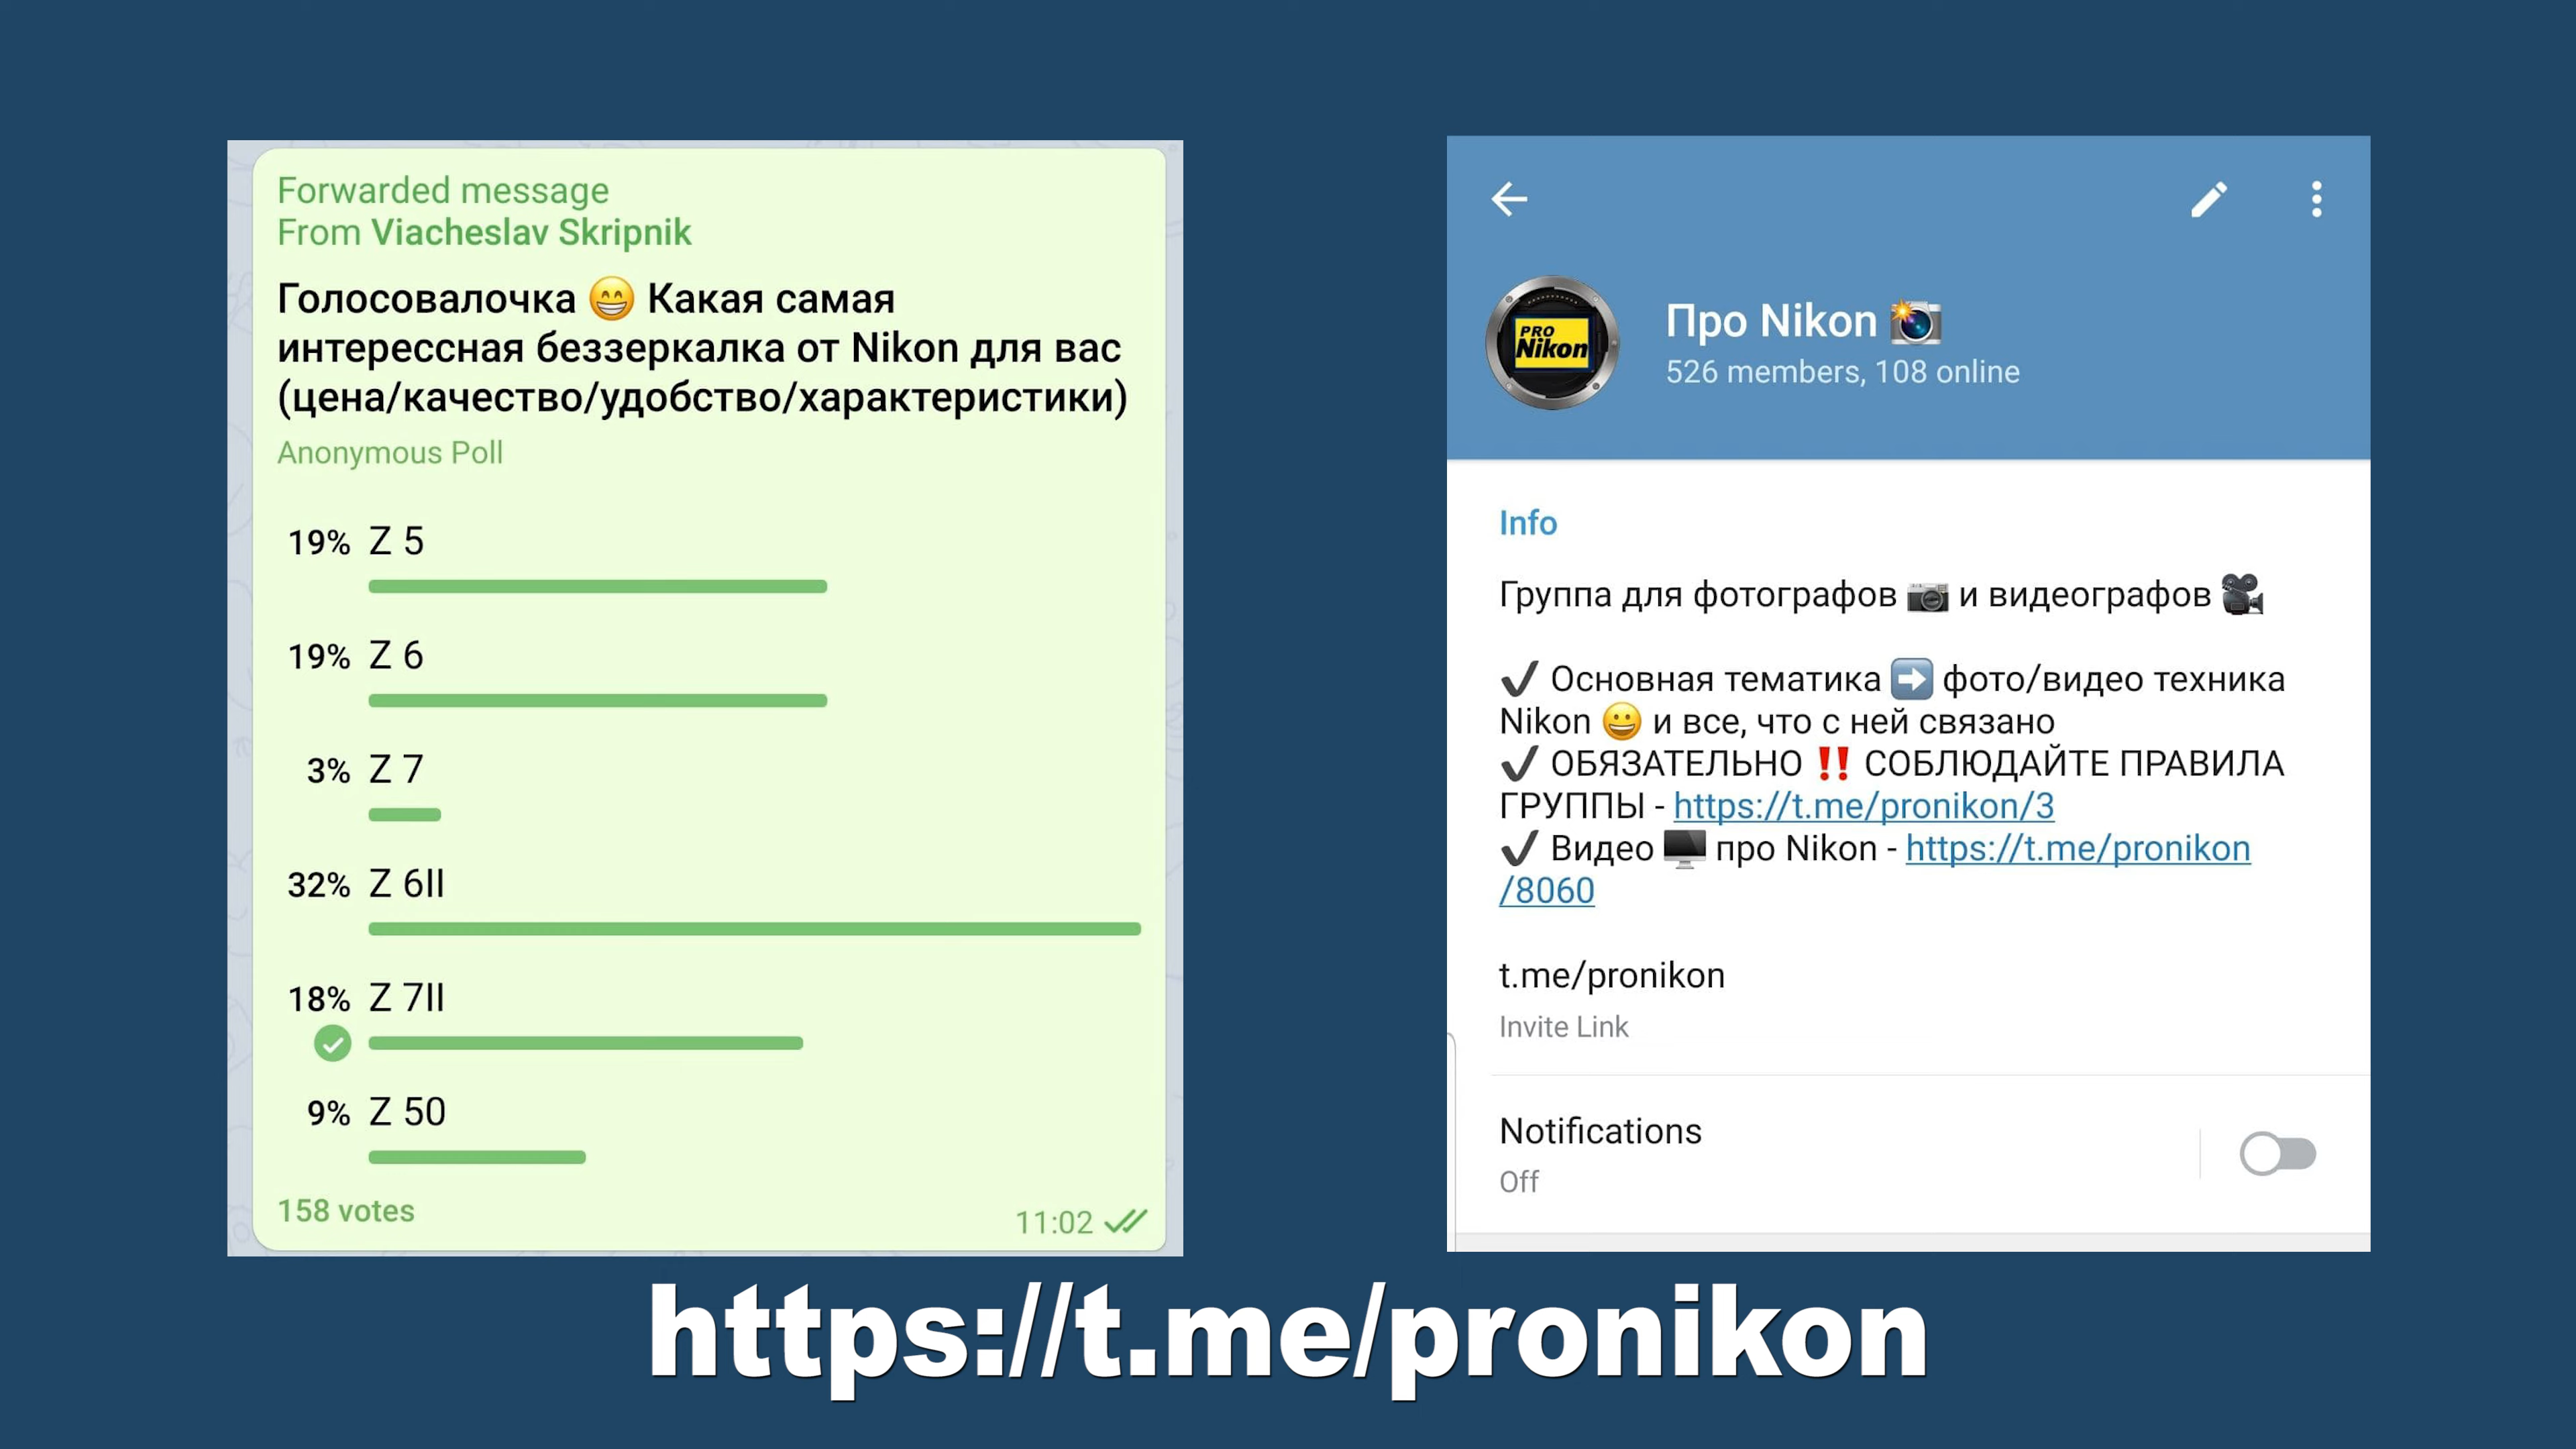 Forwarded message
From Viacheslav Skripnik
Голосовалочка 😁 Какая самая
интерессная беззеркалка от Nikon для вас
(цена/качество/удобство/характеристики)
Anonymous Poll
19% Z 5
19% Z 6
3% Z 7
32% Z 6II
18% Z 7II
9% Z 50
158 votes
11:02
PRO
Nikon
Про Nikon 📸
526 members, 108 online
Info
Группа для фотографов 📷 и видеографов 🎥
✔ Основная тематика ➡ фото/видео техника
Nikon 😀 и все, что с ней связано
✔ ОБЯЗАТЕЛЬНО ‼ СОБЛЮДАЙТЕ ПРАВИЛА
ГРУППЫ - https://t.me/pronikon/3
✔ Видео 🖥 про Nikon - https://t.me/pronikon
/8060
t.me/pronikon
Invite Link
Notifications
Off
https://t.me/pronikon